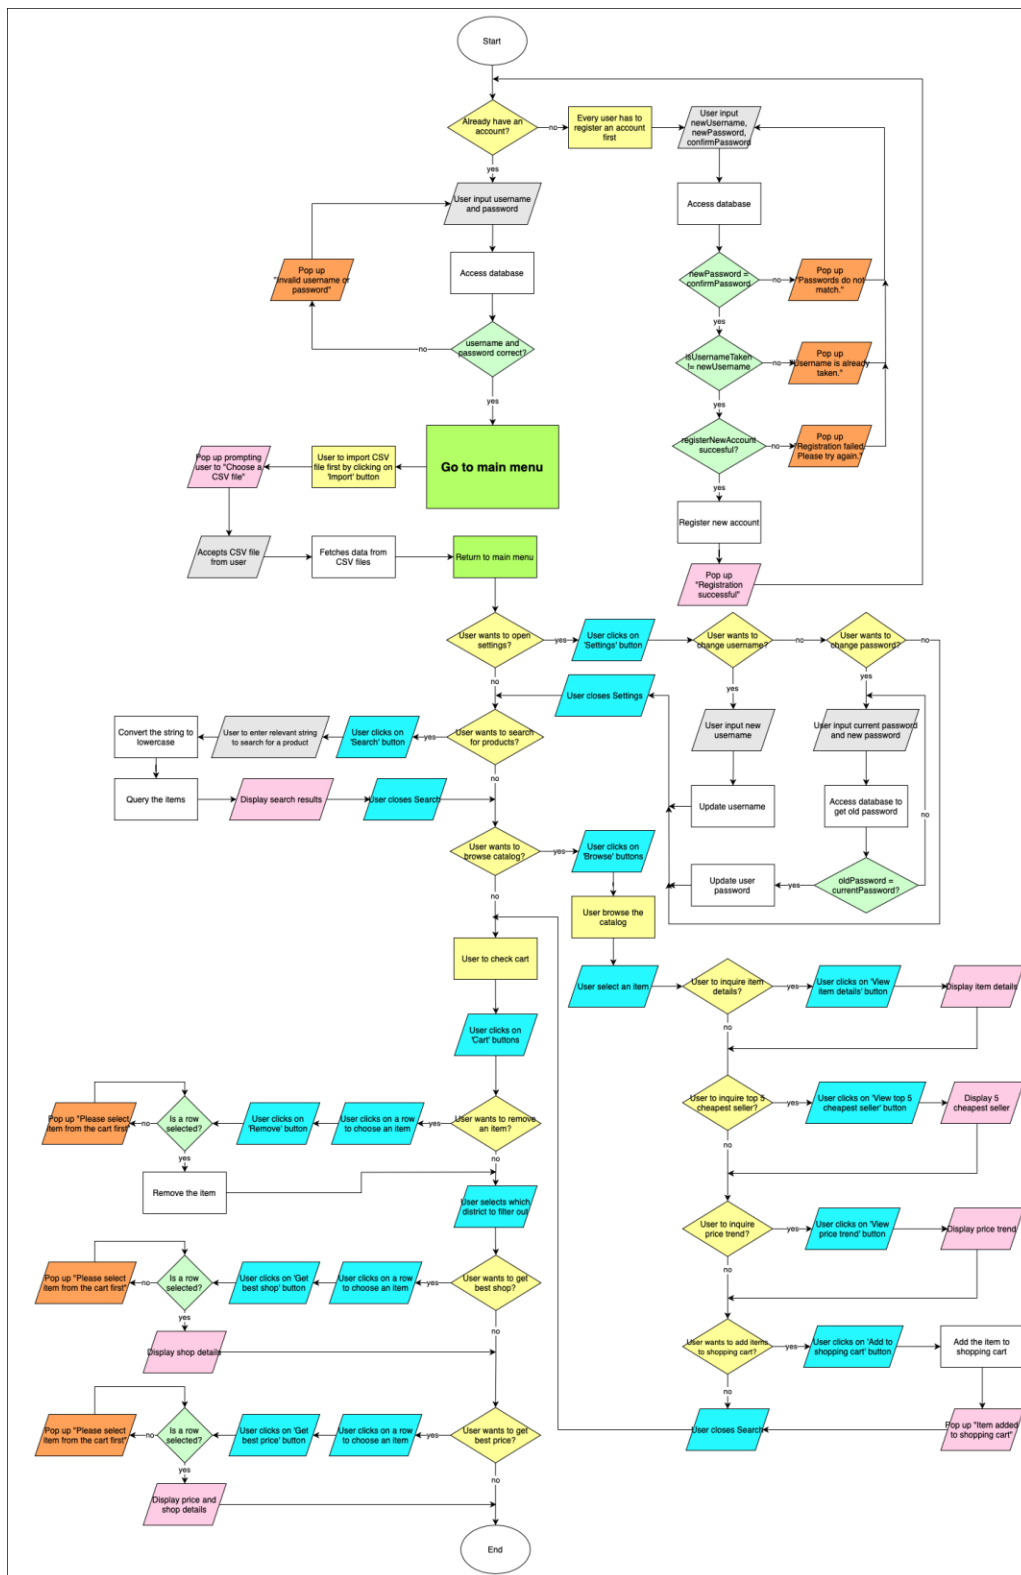 Start
Already have an
account?
no
Every user has to
register an account
first
User input
newUsername,
newPassword,
confirmPassword
yes
User input username
and password
Access database
Access database
Pop up
"Invalid username or
password"
newPassword =
confirmPassword
no
Pop up
"Passwords do not
match."
yes
username and
password correct?
no
isUsernameTaken
!= newUsername
no
Pop up
"Username is already
taken."
yes
yes
Go to main menu
registerNewAccount
succesful?
no
Pop up
"Registration failed.
Please try again."
Pop up prompting
user to "Choose a
CSV file"
User to import CSV
file first by clicking on
'Import' button
yes
Register new account
Accepts CSV file
from user
Fetches data from
CSV files
Return to main menu
Pop up
"Registration
successful"
User wants to open
settings?
yes
User clicks on
'Settings' button
User wants to
change username?
no
User wants to
change password?
no
no
yes
yes
User closes Settings
Convert the string to
lowercase
User to enter relevant string
to search for a product
User clicks on
'Search' button
yes
User wants to search
for products?
User input new
username
User input current password
and new password
no
Query the items
Display search results
User closes Search
Update username
Access database to
get old password
no
User wants to
browse catalog?
yes
User clicks on
'Browse' buttons
Update user
password
yes
oldPassword =
currentPassword?
no
User browse the
catalog
User to check cart
User select an item
User to inquire item
details?
yes
User clicks on 'View
item details' button
Display item details
no
User clicks on
'Cart' buttons
Pop up "Please select
item from the cart first"
no
Is a row
selected?
User clicks on
'Remove' button
User clicks on a row
to choose an item
yes
User wants to remove
an item?
User to inquire top 5
cheapest seller?
yes
User clicks on 'View top 5
cheapest seller' button
Display 5
cheapest seller
yes
no
no
Remove the item
User selects which
district to filter out
User to inquire
price trend?
yes
User clicks on 'View
price trend' button
Display price trend
no
Pop up "Please select
item from the cart first"
no
Is a row
selected?
User clicks on 'Get
best shop' button
User clicks on a row
to choose an item
yes
User wants to get
best shop?
yes
no
Display shop details
User wants to add items
to shopping cart?
yes
User clicks on 'Add to
shopping cart' button
Add the item to
shopping cart
no
Pop up "Please select
item from the cart first"
no
Is a row
selected?
User clicks on 'Get
best price' button
User clicks on a row
to choose an item
yes
User wants to get
best price?
User closes Search
Pop up "Item added
to shopping cart"
yes
no
Display price and
shop details
End